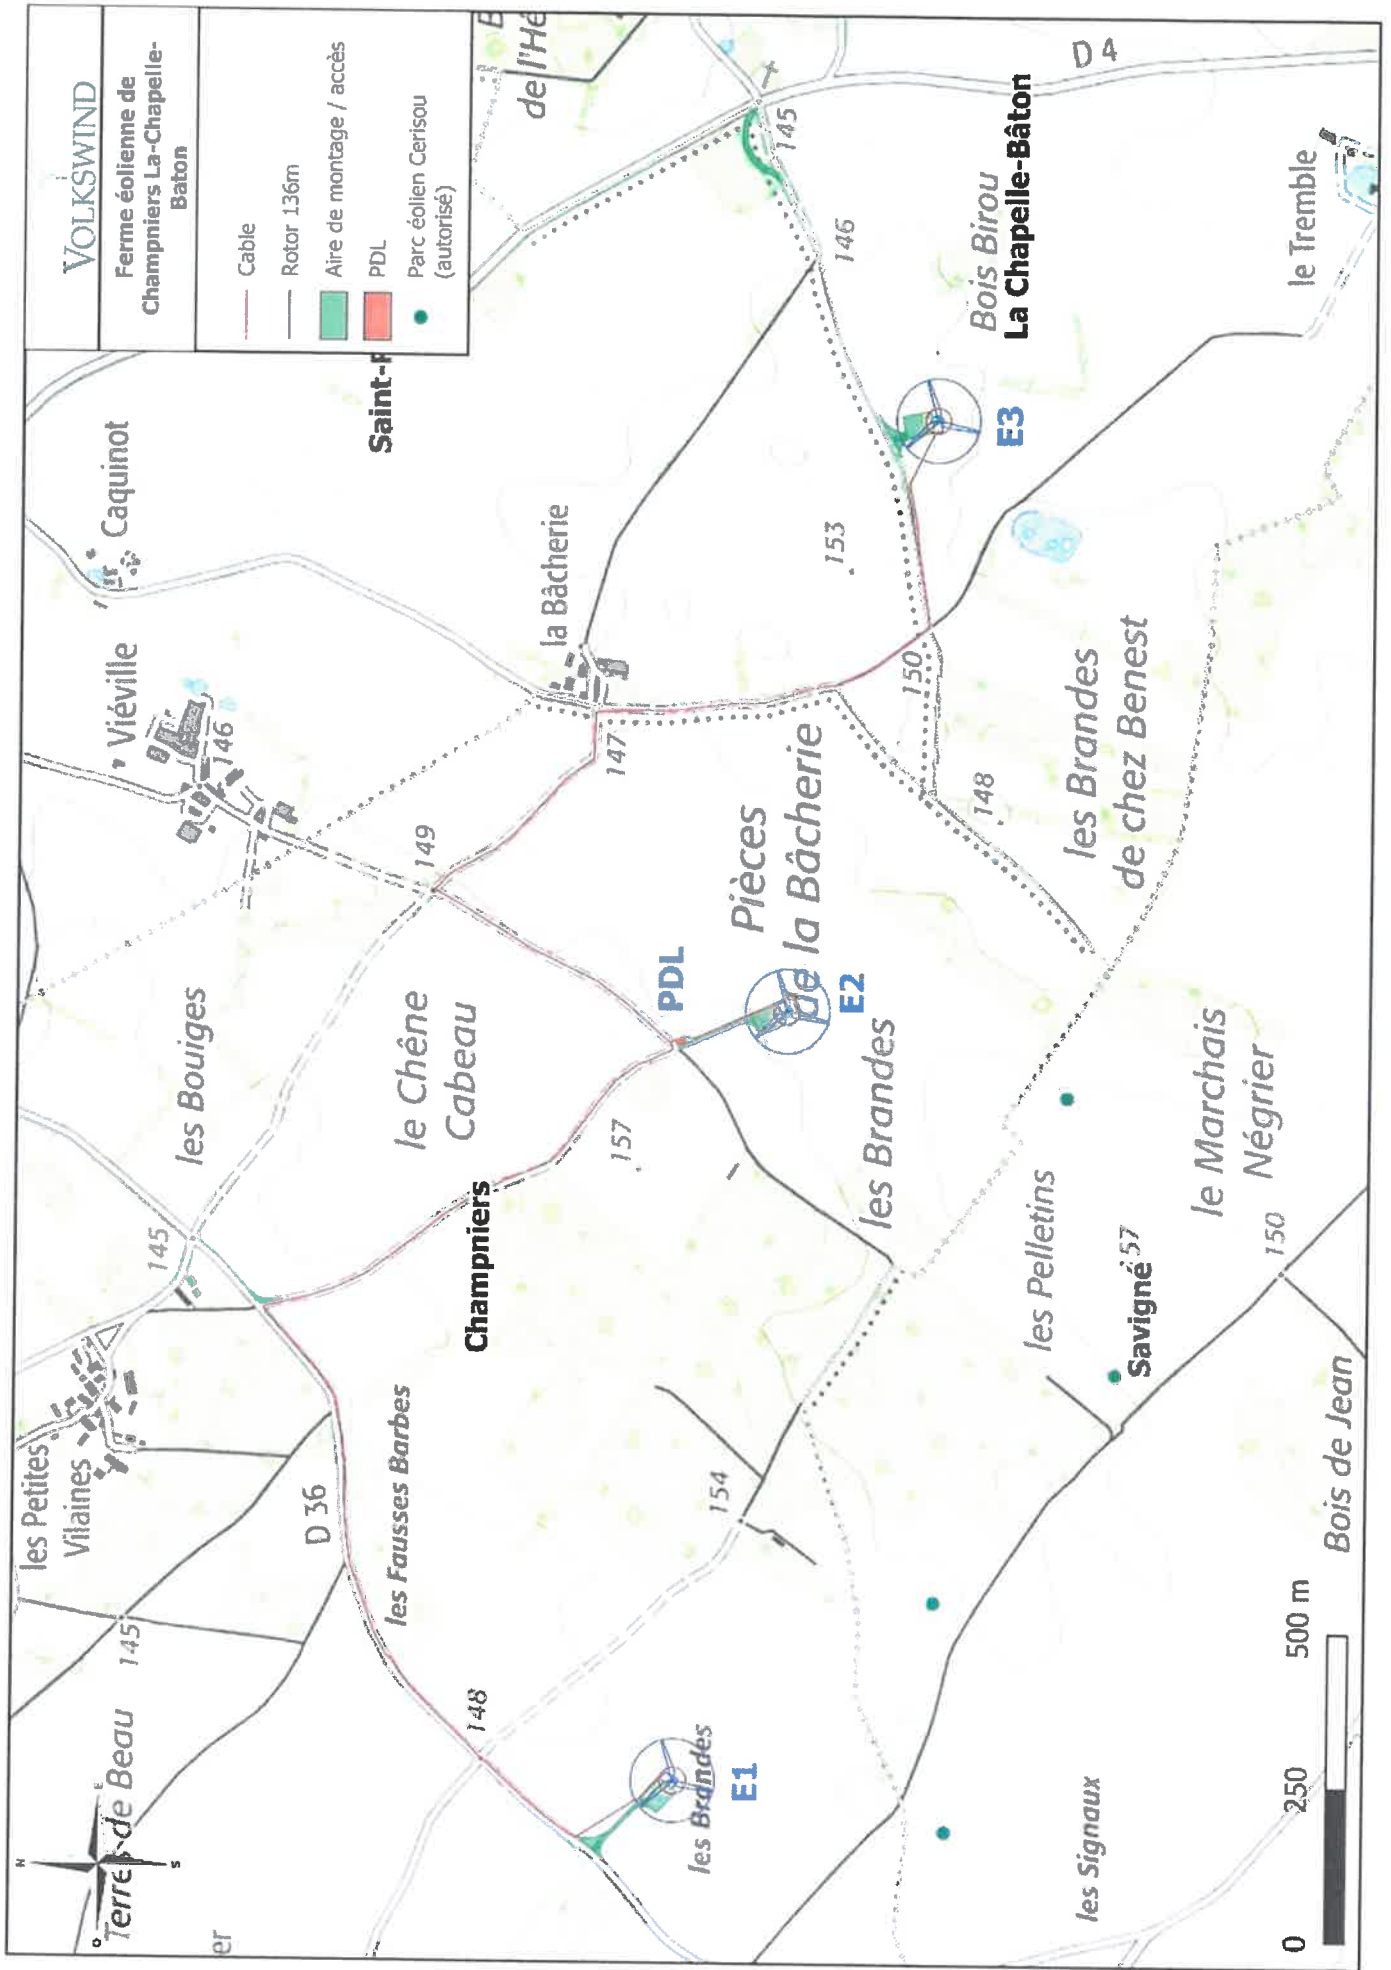 VOLKSWIND
Ferme éolienne de
Champniers La-Chapelle-
Baton
Cable
Rotor 136m
Aire de montage / accès
PDL
Parc éolien Cerisou
(autorisé)
N
E
S
O
Terres de Beau
er
les Petites
Vilaines
145
145
les Bouiges
Viéville
146
Caquinot
Saint-
de l'Hé
D 36
les Fausses Barbes
148
le Chêne
Cabeau
149
Champniers
157
la Bâcherie
147
PDL
Pièces
de la Bâcherie
E2
153
145
146
D 4
Bois Birou
La Chapelle-Bâton
E3
150
148
les Brandes
E1
154
les Brandes
les Brandes
de chez Benest
le Tremble
les Pelletins
le Marchais
Négrier
Savigné
57
150
les Signaux
Bois de Jean
0
250
500 m